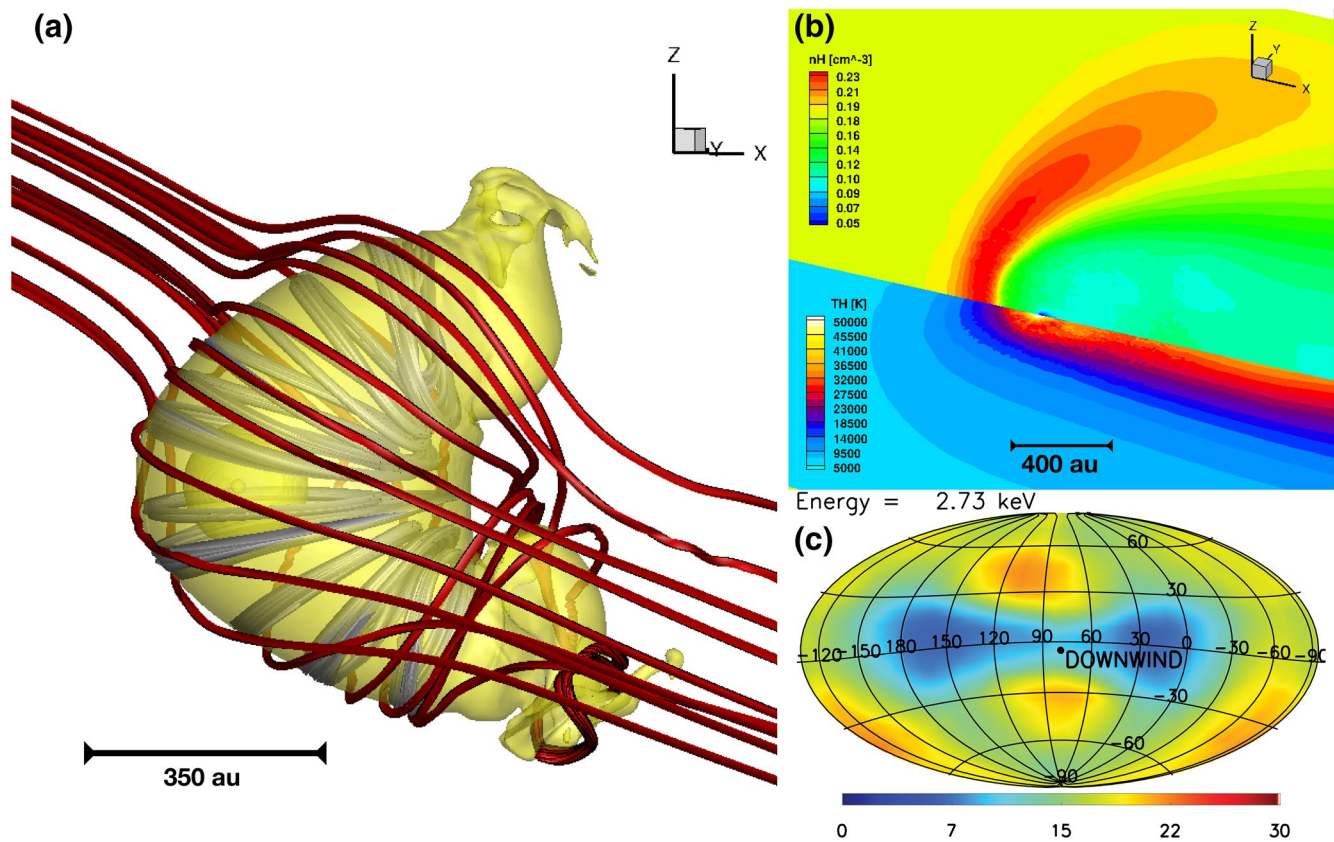 (a)
Z
Y
X
350 au
(b)
Z
Y
X
nH [cm^-3]
0.23
0.21
0.19
0.18
0.16
0.14
0.12
0.10
0.09
0.07
0.05
TH [K]
50000
45500
41000
36500
32000
27500
23000
18500
14000
9500
5000
400 au
Energy = 2.73 keV
(c)
60
30
-120 -150 180 150 120 90 60 30 0 -30 -60 -90
DOWNWIND
-30
-60
-90
0 7 15 22 30